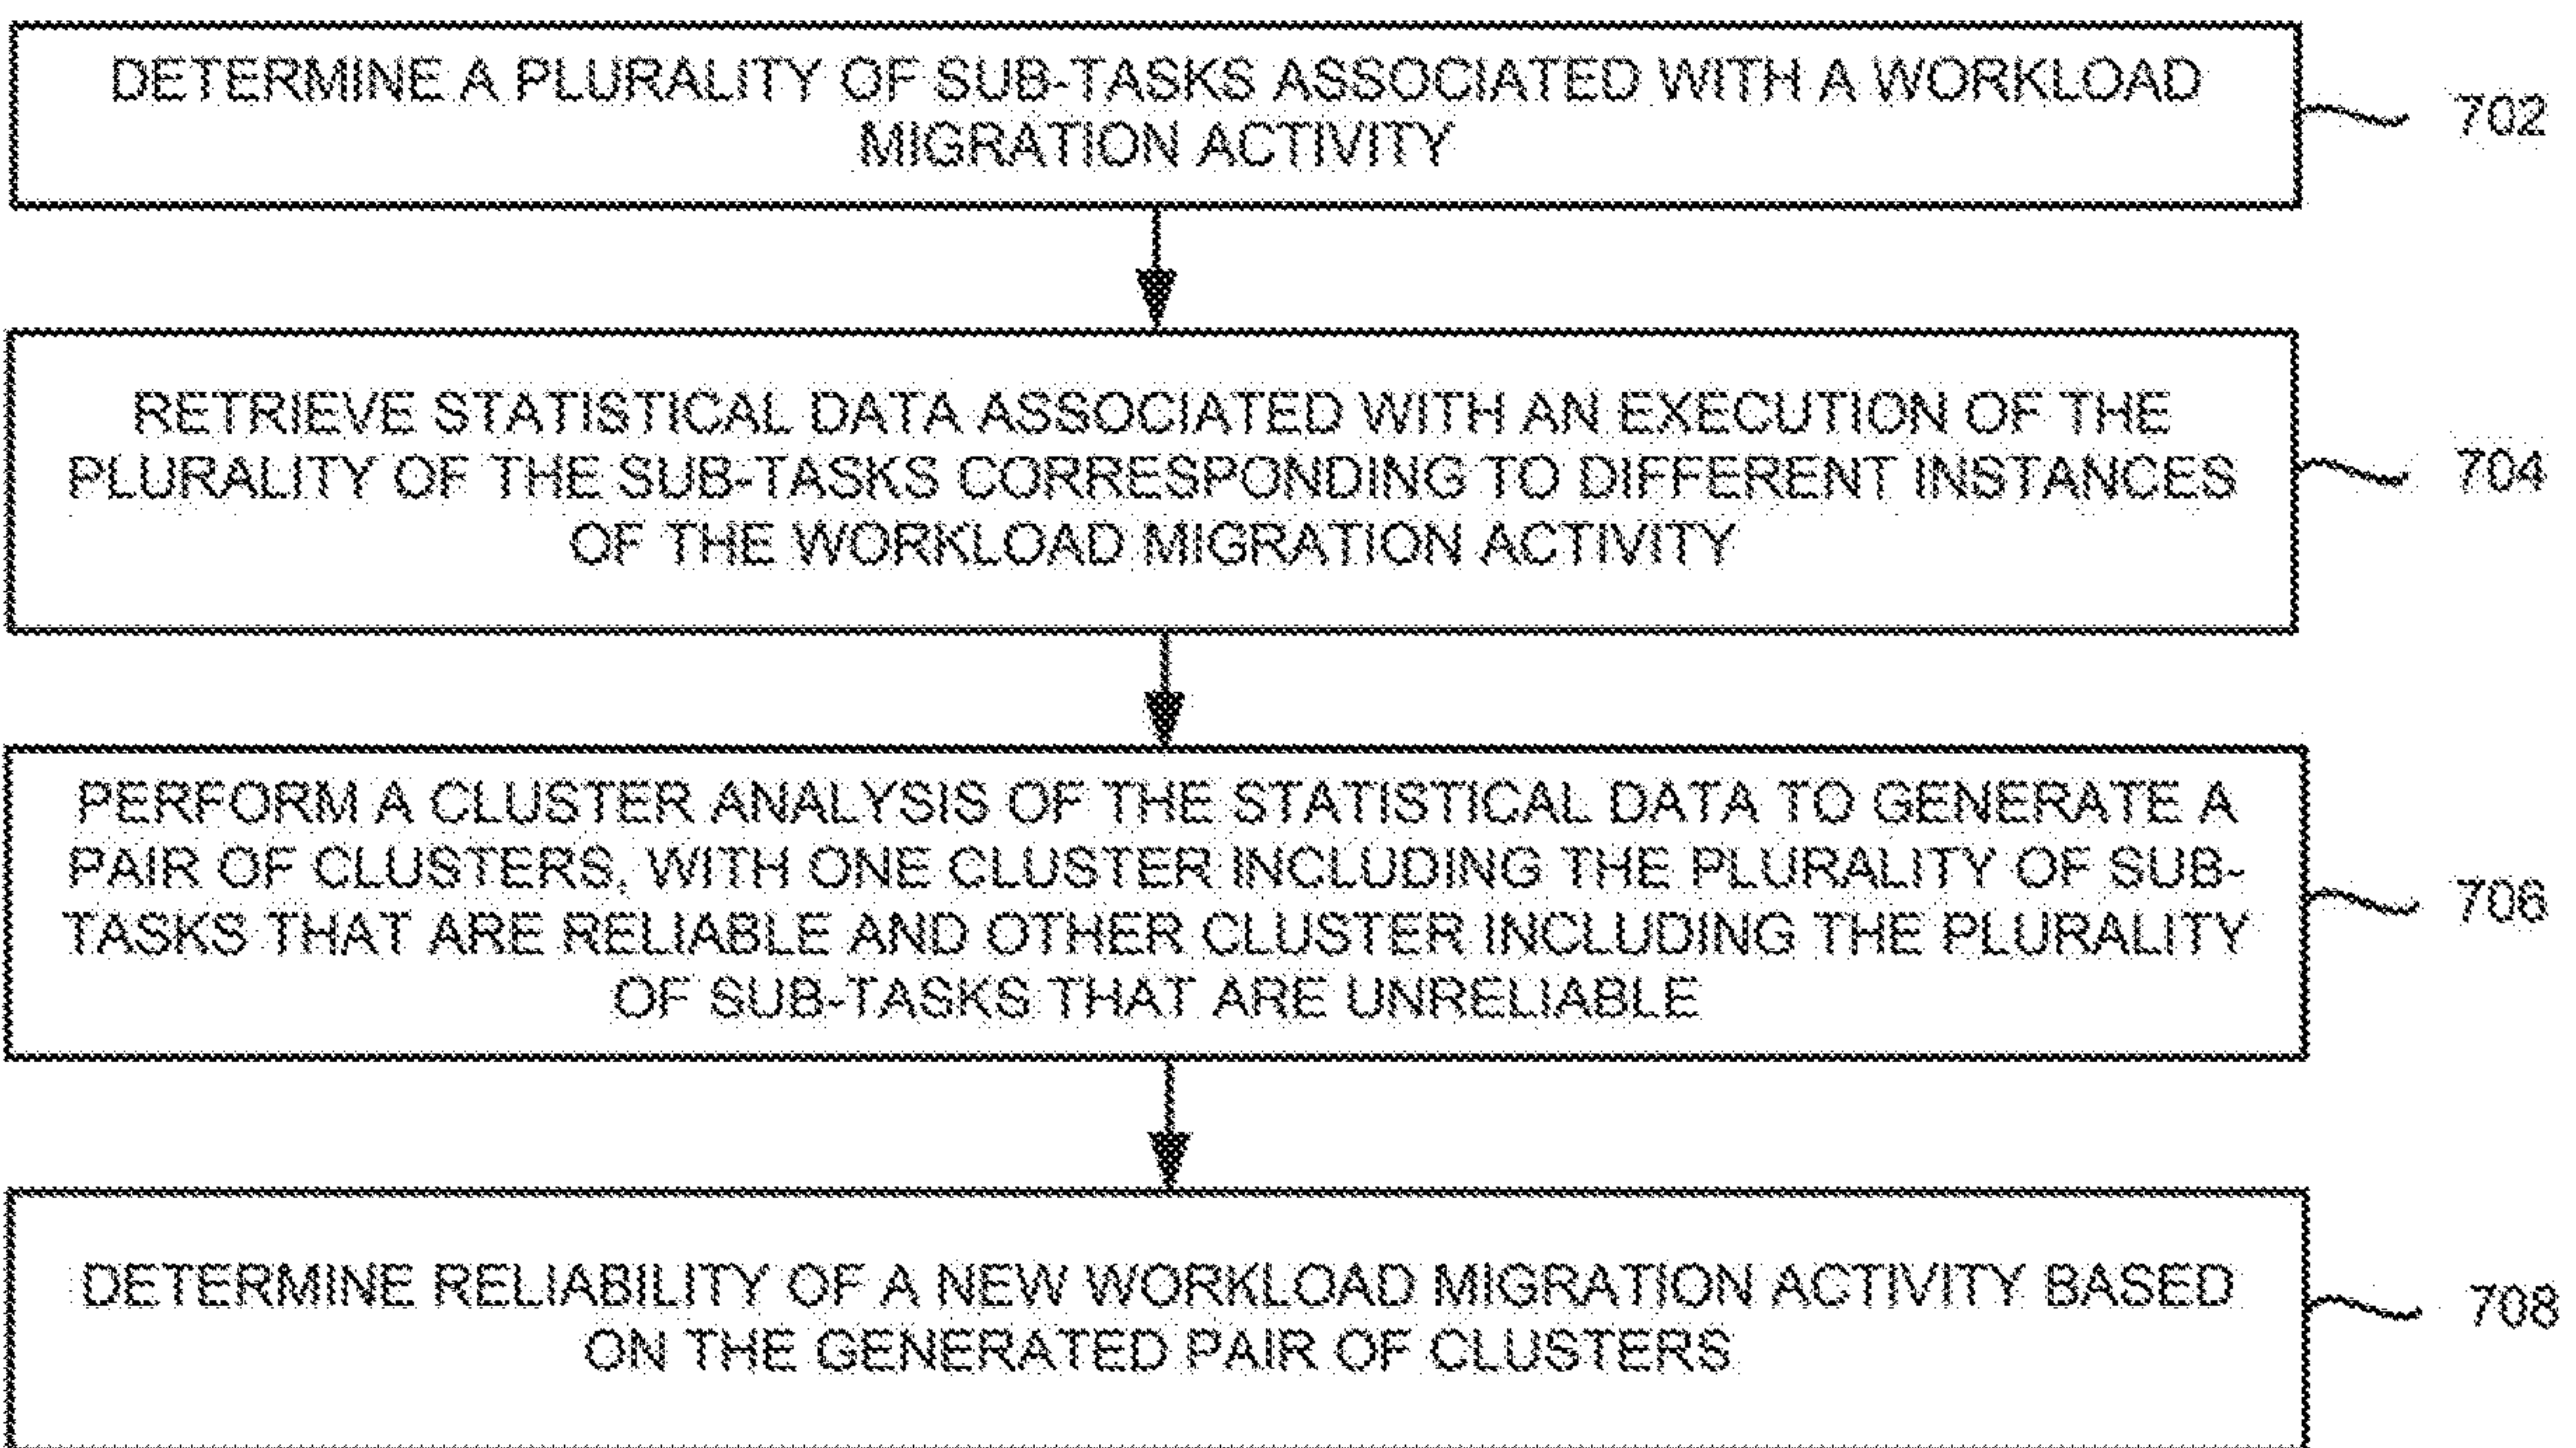 DETERMINE A PLURALITY OF SUB-TASKS ASSOCIATED WITH A WORKLOAD
MIGRATION ACTIVITY
702
RETRIEVE STATISTICAL DATA ASSOCIATED WITH AN EXECUTION OF THE
PLURALITY OF THE SUB-TASKS CORRESPONDING TO DIFFERENT INSTANCES
OF THE WORKLOAD MIGRATION ACTIVITY
704
PERFORM A CLUSTER ANALYSIS OF THE STATISTICAL DATA TO GENERATE A
PAIR OF CLUSTERS, WITH ONE CLUSTER INCLUDING THE PLURALITY OF SUB-
TASKS THAT ARE RELIABLE AND OTHER CLUSTER INCLUDING THE PLURALITY
OF SUB-TASKS THAT ARE UNRELIABLE
706
DETERMINE RELIABILITY OF A NEW WORKLOAD MIGRATION ACTIVITY BASED
ON THE GENERATED PAIR OF CLUSTERS
708